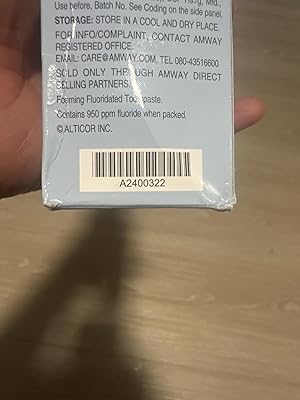 Use before, Batch No. See Coding on the side panel.
STORAGE: STORE IN A COOL AND DRY PLACE.
FOR INFO/COMPLAINT, CONTACT AMWAY
REGISTERED OFFICE.
EMAIL: CARE@AMWAY.COM, TEL 080-43516600
SOLD ONLY THROUGH AMWAY DIRECT
SELLING PARTNERS.
Foaming Fluoridated Toothpaste.
Contains 950 ppm fluoride when packed.
© ALTICOR INC.
A2400322